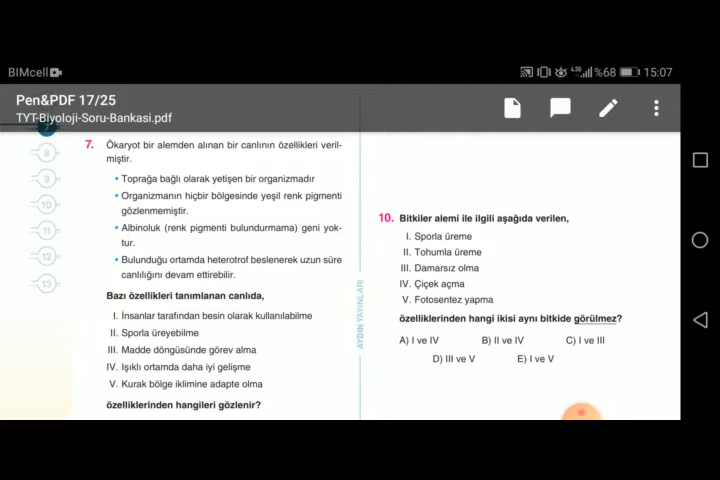 BIMcell
4.5G %68 15:07
Pen&PDF 17/25
TYT-Biyoloji-Soru-Bankasi.pdf
7
8
9
10
11
12
13
7. Ökaryot bir alemden alınan bir canlının özellikleri veril-
miştir.
• Toprağa bağlı olarak yetişen bir organizmadır
• Organizmanın hiçbir bölgesinde yeşil renk pigmenti
gözlenmemiştir.
• Albinoluk (renk pigmenti bulundurmama) geni yok-
tur.
• Bulunduğu ortamda heterotrof beslenerek uzun süre
canlılığını devam ettirebilir.
Bazı özellikleri tanımlanan canlıda,
I. İnsanlar tarafından besin olarak kullanılabilme
II. Sporla üreyebilme
III. Madde döngüsünde görev alma
IV. Işıklı ortamda daha iyi gelişme
V. Kurak bölge iklimine adapte olma
özelliklerinden hangileri gözlenir?
AYDIN YAYINLARI
10. Bitkiler alemi ile ilgili aşağıda verilen,
I. Sporla üreme
II. Tohumla üreme
III. Damarsız olma
IV. Çiçek açma
V. Fotosentez yapma
özelliklerinden hangi ikisi aynı bitkide görülmez?
A) I ve IV B) II ve IV C) I ve III
D) III ve V E) I ve V